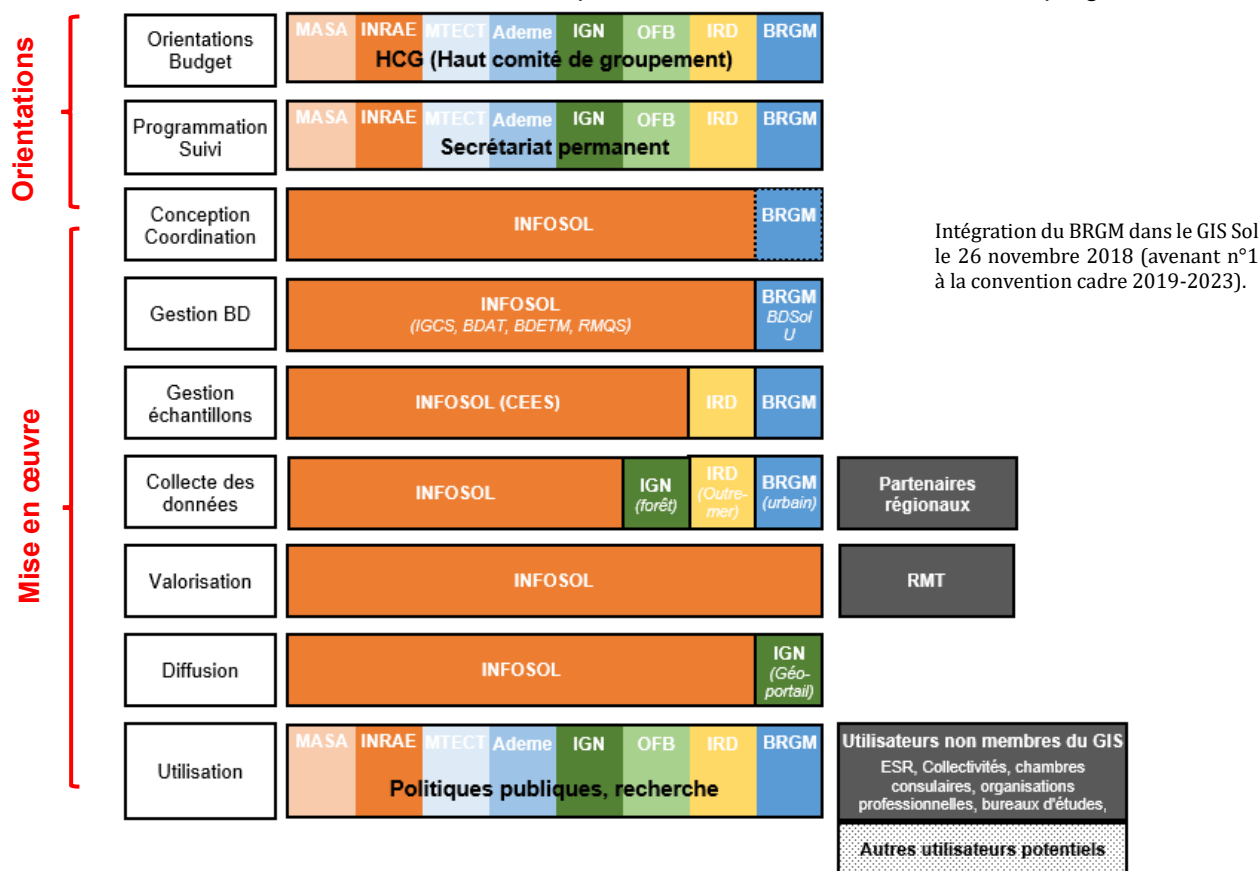 Orientations
Orientations
Budget
MASA INRAE MTECT Ademe IGN OFB IRD BRGM
HCG (Haut comité de groupement)
Programmation
Suivi
MASA INRAE MTECT Ademe IGN OFB IRD BRGM
Secrétariat permanent
Mise en œuvre
Conception
Coordination
INFOSOL
BRGM
Intégration du BRGM dans le GIS Sol
le 26 novembre 2018 (avenant n°1
à la convention cadre 2019-2023).
Gestion BD
INFOSOL
(IGCS, BDAT, BDETM, RMQS)
BRGM
BDSol
U
Gestion
échantillons
INFOSOL (CEES)
IRD
BRGM
Collecte des
données
INFOSOL
IGN
(forêt)
IRD
(Outre-
mer)
BRGM
(urbain)
Partenaires
régionaux
Valorisation
INFOSOL
RMT
Diffusion
INFOSOL
IGN
(Géo-
portail)
Utilisation
MASA INRAE MTECT Ademe IGN OFB IRD BRGM
Politiques publiques, recherche
Utilisateurs non membres du GIS
ESR, Collectivités, chambres
consulaires, organisations
professionnelles, bureaux d'études,
Autres utilisateurs potentiels